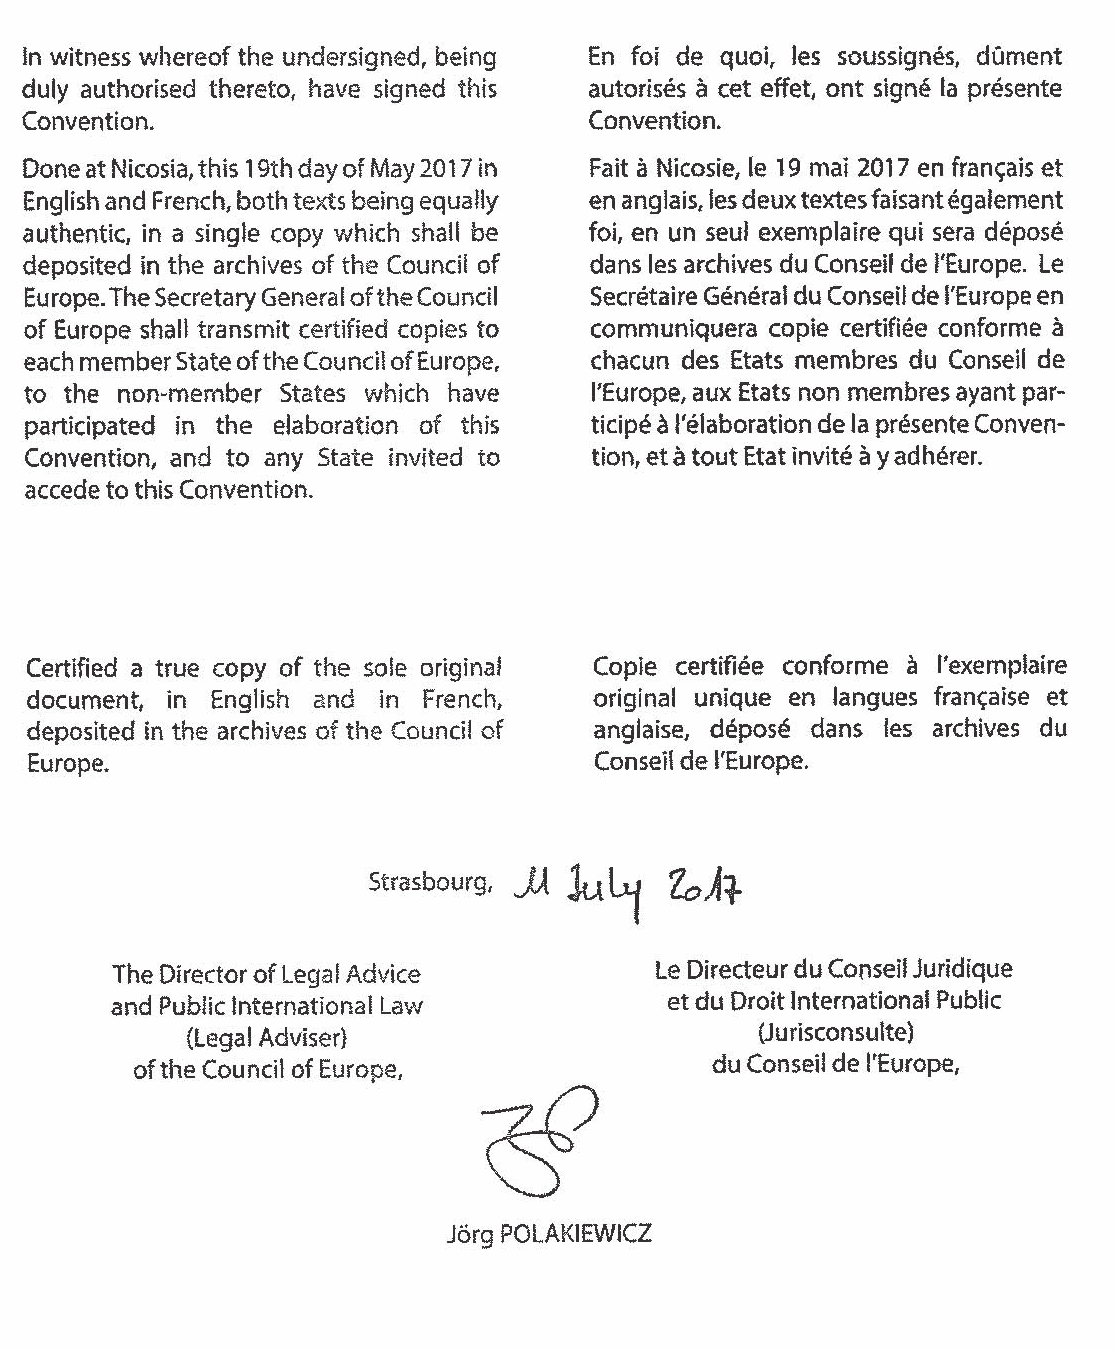 In witness whereof the undersigned, being
duly authorised thereto, have signed this
Convention.
Done at Nicosia, this 19th day of May 2017 in
English and French, both texts being equally
authentic, in a single copy which shall be
deposited in the archives of the Council of
Europe. The Secretary General of the Council
of Europe shall transmit certified copies to
each member State of the Council of Europe,
to the non-member States which have
participated in the elaboration of this
Convention, and to any State invited to
accede to this Convention.
En foi de quoi, les soussignés, dûment
autorisés à cet effet, ont signé la présente
Convention.
Fait à Nicosie, le 19 mai 2017 en français et
en anglais, les deux textes faisant également
foi, en un seul exemplaire qui sera déposé
dans les archives du Conseil de l'Europe. Le
Secrétaire Général du Conseil de l'Europe en
communiquera copie certifiée conforme à
chacun des Etats membres du Conseil de
l'Europe, aux Etats non membres ayant par-
ticipé à l'élaboration de la présente Conven-
tion, et à tout Etat invité à y adhérer.
Certified a true copy of the sole original
document, in English and in French,
deposited in the archives of the Council of
Europe.
Copie certifiée conforme à l'exemplaire
original unique en langues française et
anglaise, déposé dans les archives du
Conseil de l'Europe.
Strasbourg, 11 July 2017
The Director of Legal Advice
and Public International Law
(Legal Adviser)
of the Council of Europe,
Le Directeur du Conseil Juridique
et du Droit International Public
(Jurisconsulte)
du Conseil de l'Europe,
Jörg POLAKIEWICZ